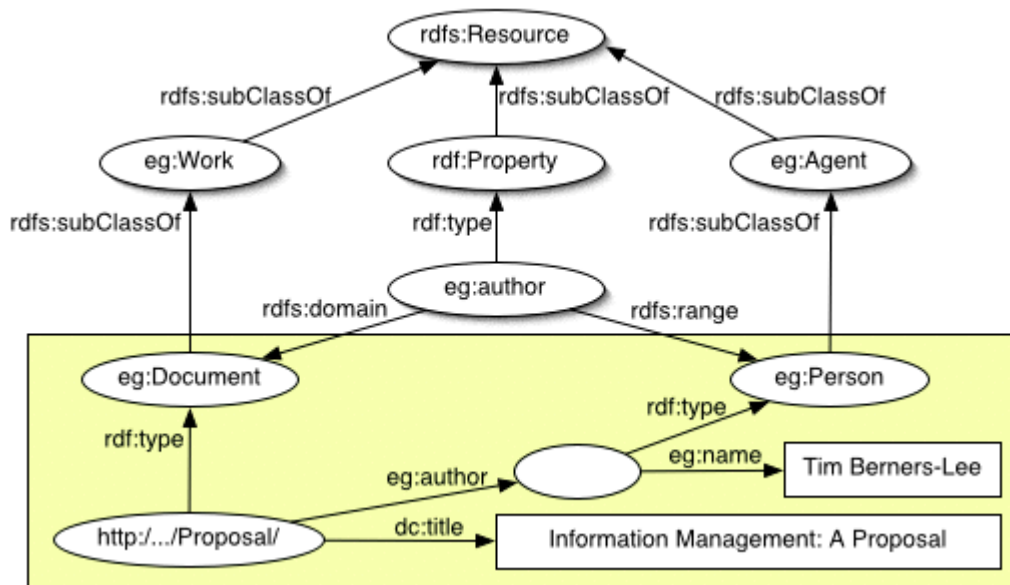 rdfs:Resource
rdfs:subClassOf
rdfs:subClassOf
rdfs:subClassOf
eg:Work
rdf:Property
eg:Agent
rdfs:subClassOf
rdf:type
rdfs:subClassOf
eg:author
rdfs:domain
rdfs:range
eg:Document
eg:Person
rdf:type
rdf:type
eg:author
eg:name
Tim Berners-Lee
http:/.../Proposal/
dc:title
Information Management: A Proposal